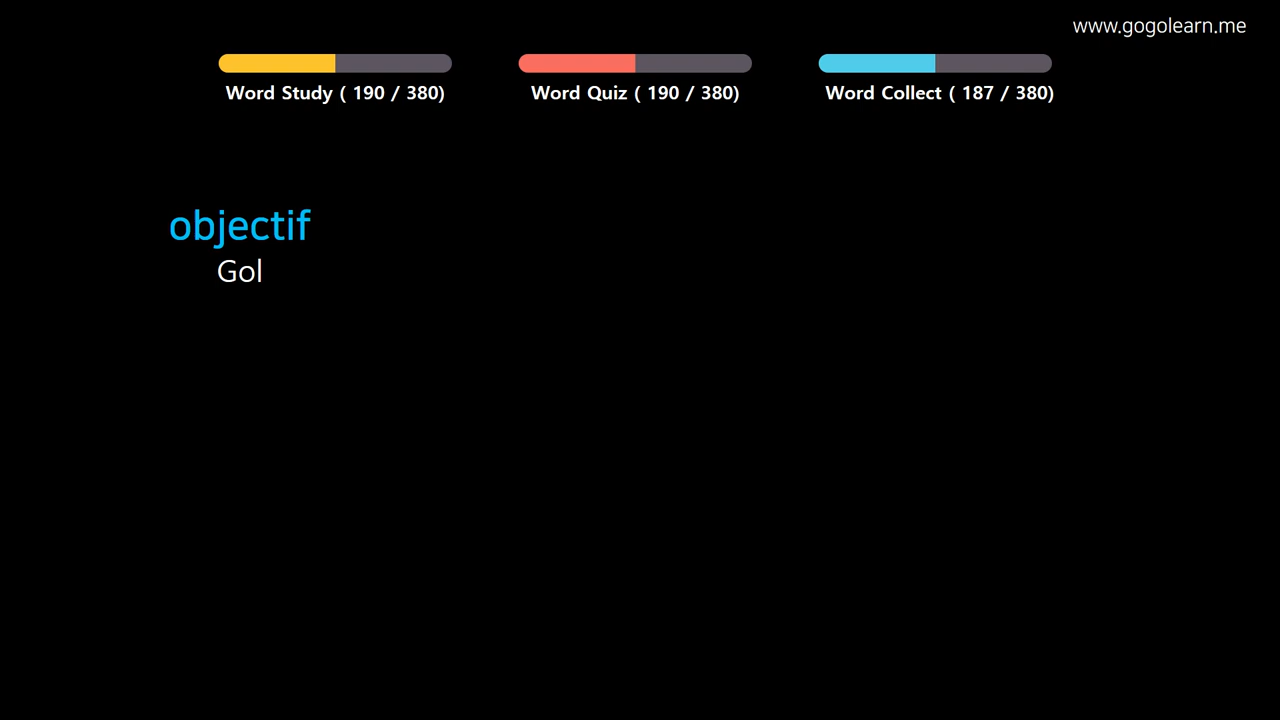 www.gogolearn.me
Word Study ( 190 / 380)
Word Quiz ( 190 / 380)
Word Collect ( 187 / 380)
objectif
Gol